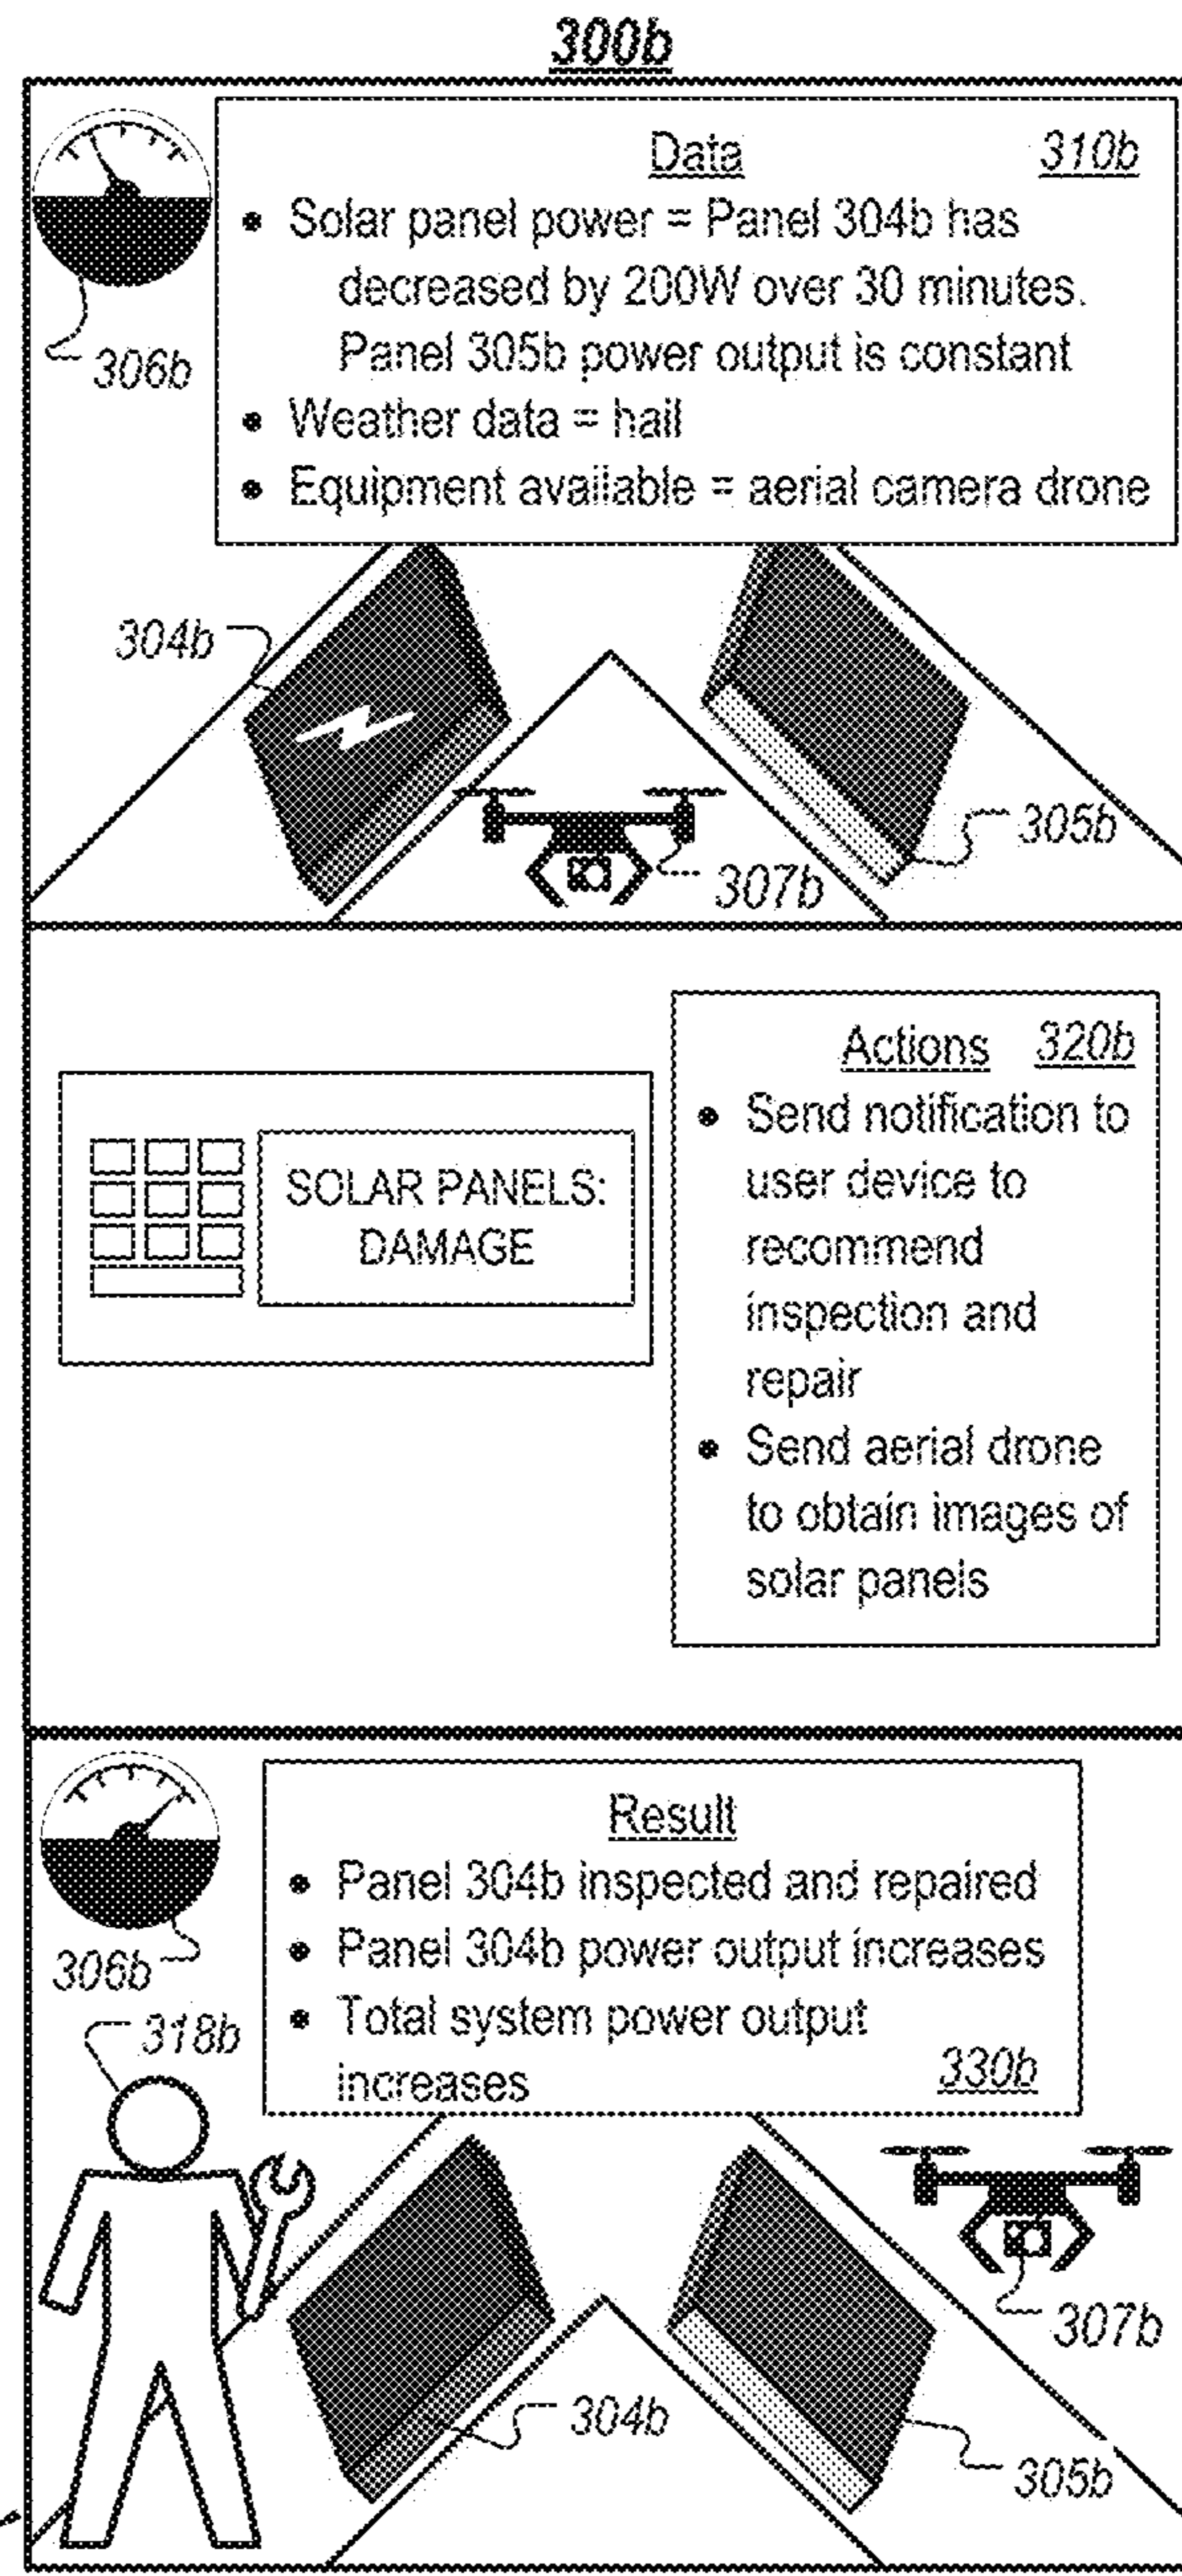 300b
Data 310b
• Solar panel power = Panel 304b has
decreased by 200W over 30 minutes.
Panel 305b power output is constant
• Weather data = hail
• Equipment available = aerial camera drone
306b
304b
305b
307b
Actions 320b
• Send notification to
user device to
recommend
inspection and
repair
• Send aerial drone
to obtain images of
solar panels
SOLAR PANELS:
DAMAGE
Result
• Panel 304b inspected and repaired
• Panel 304b power output increases
• Total system power output
increases
330b
306b
318b
307b
304b
305b